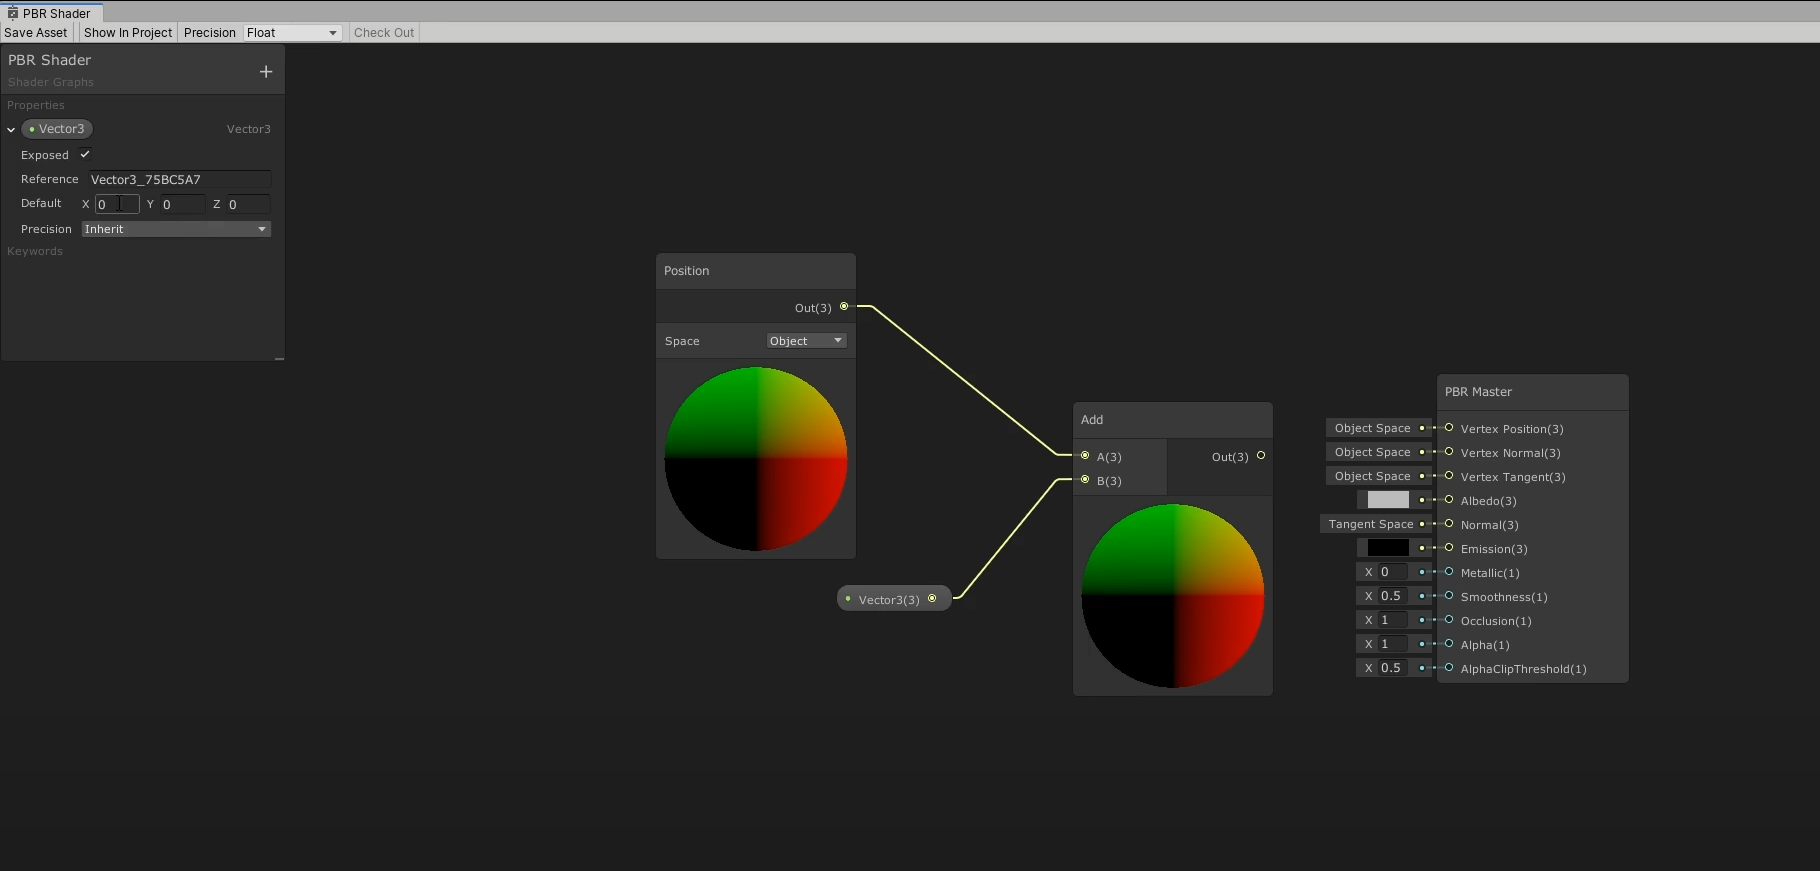 PBR Shader
Save Asset Show In Project Precision Float Check Out
PBR Shader
Shader Graphs
+
Properties
Vector3 Vector3
Exposed
Reference Vector3_75BC5A7
Default X 0 Y 0 Z 0
Precision Inherit
Keywords
Position
Out(3)
Space Object
Vector3(3)
Add
A(3) Out(3)
B(3)
PBR Master
Object Space Vertex Position(3)
Object Space Vertex Normal(3)
Object Space Vertex Tangent(3)
Albedo(3)
Tangent Space Normal(3)
Emission(3)
X 0 Metallic(1)
X 0.5 Smoothness(1)
X 1 Occlusion(1)
X 1 Alpha(1)
X 0.5 AlphaClipThreshold(1)